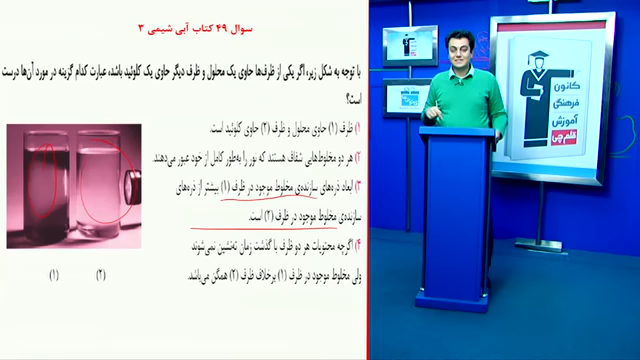 سوال ۴۹ کتاب آبی شیمی ۳
با توجه به شکل زیر، اگر یکی از ظرف‌ها حاوی یک محلول و ظرف دیگر حاوی یک کلوئید باشد، عبارت کدام گزینه در مورد آن‌ها درست
است؟
۱) ظرف (۱) حاوی محلول و ظرف (۲) حاوی کلوئید است.
۲) هر دو مخلوط‌هایی شفاف هستند که نور را به‌طور کامل از خود عبور می‌دهند.
۳) ابعاد ذره‌های سازنده‌ی مخلوط موجود در ظرف (۱) بیشتر از ذره‌های
سازنده‌ی مخلوط موجود در ظرف (۲) است.
۴) اگرچه محتویات هر دو ظرف با گذشت زمان ته‌نشین نمی‌شوند
ولی مخلوط موجود در ظرف (۱) برخلاف ظرف (۲) همگن می‌باشد.
(۱)
(۲)
کانون
فرهنگی
آموزش
قلم‌چی